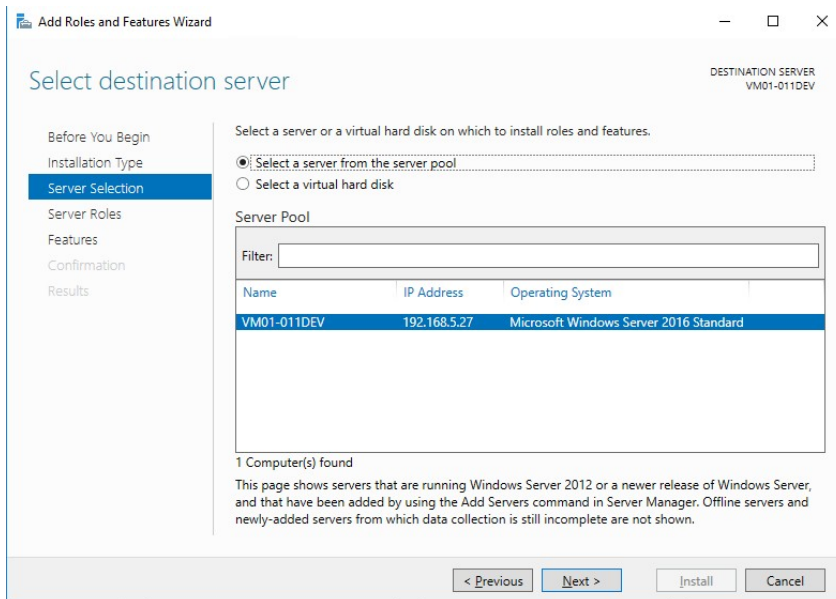 Add Roles and Features Wizard
Select destination server
DESTINATION SERVER
VM01-011DEV
Before You Begin
Installation Type
Server Selection
Server Roles
Features
Confirmation
Results
Select a server or a virtual hard disk on which to install roles and features.
Select a server from the server pool
Select a virtual hard disk
Server Pool
Filter:
Name IP Address Operating System
VM01-011DEV 192.168.5.27 Microsoft Windows Server 2016 Standard
1 Computer(s) found
This page shows servers that are running Windows Server 2012 or a newer release of Windows Server,
and that have been added by using the Add Servers command in Server Manager. Offline servers and
newly-added servers from which data collection is still incomplete are not shown.
< Previous Next > Install Cancel